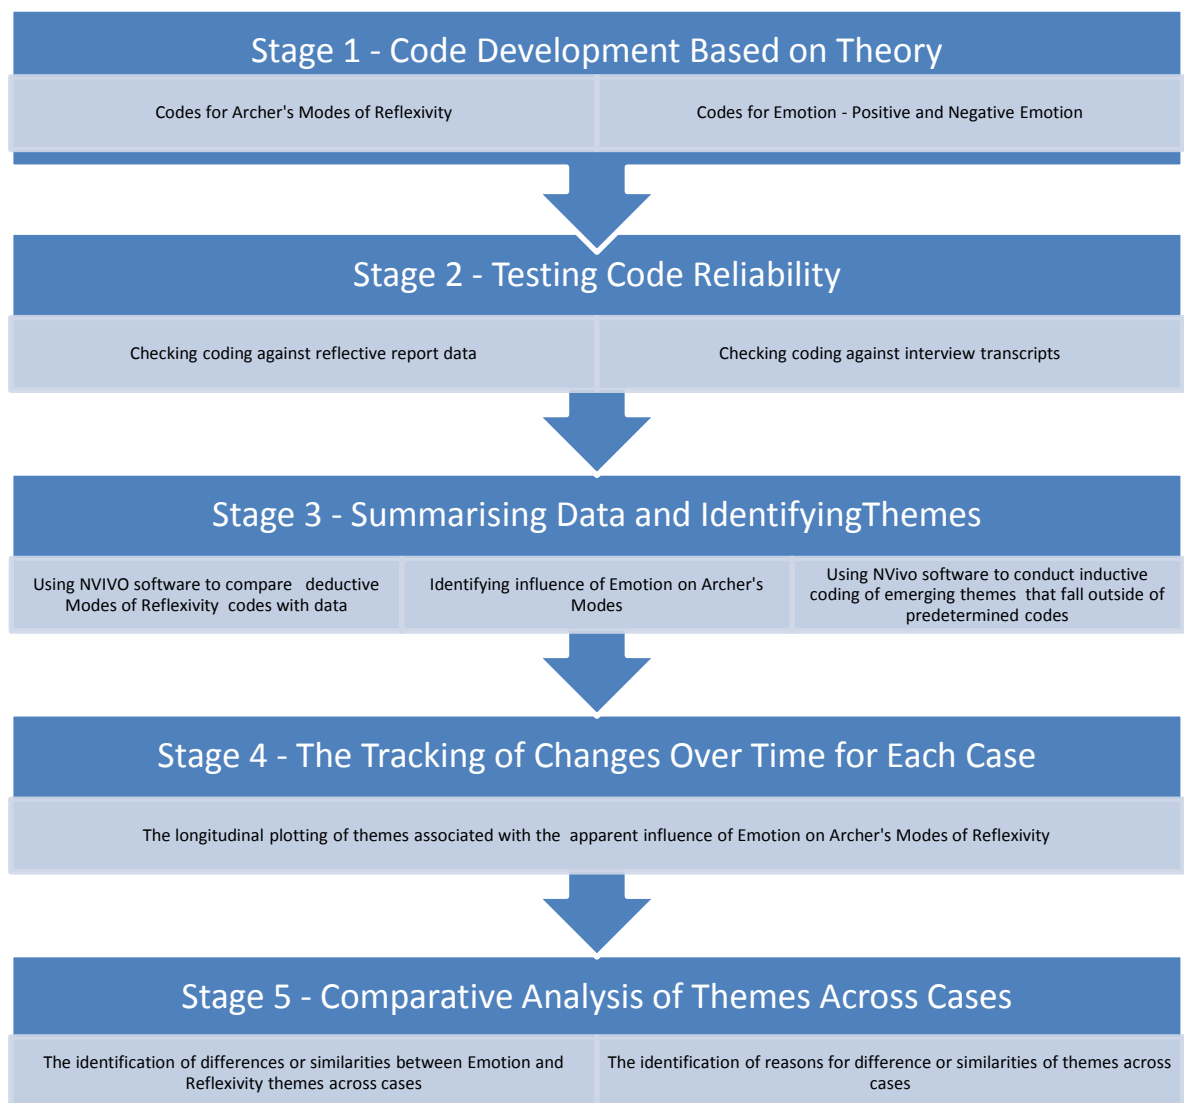 Stage 1 - Code Development Based on Theory
Codes for Archer's Modes of Reflexivity
Codes for Emotion - Positive and Negative Emotion
Stage 2 - Testing Code Reliability
Checking coding against reflective report data
Checking coding against interview transcripts
Stage 3 - Summarising Data and IdentifyingThemes
Using NVIVO software to compare deductive
Modes of Reflexivity codes with data
Identifying influence of Emotion on Archer's
Modes
Using NVivo software to conduct inductive
coding of emerging themes that fall outside of
predetermined codes
Stage 4 - The Tracking of Changes Over Time for Each Case
The longitudinal plotting of themes associated with the apparent influence of Emotion on Archer's Modes of Reflexivity
Stage 5 - Comparative Analysis of Themes Across Cases
The identification of differences or similarities between Emotion and
Reflexivity themes across cases
The identification of reasons for difference or similarities of themes across
cases